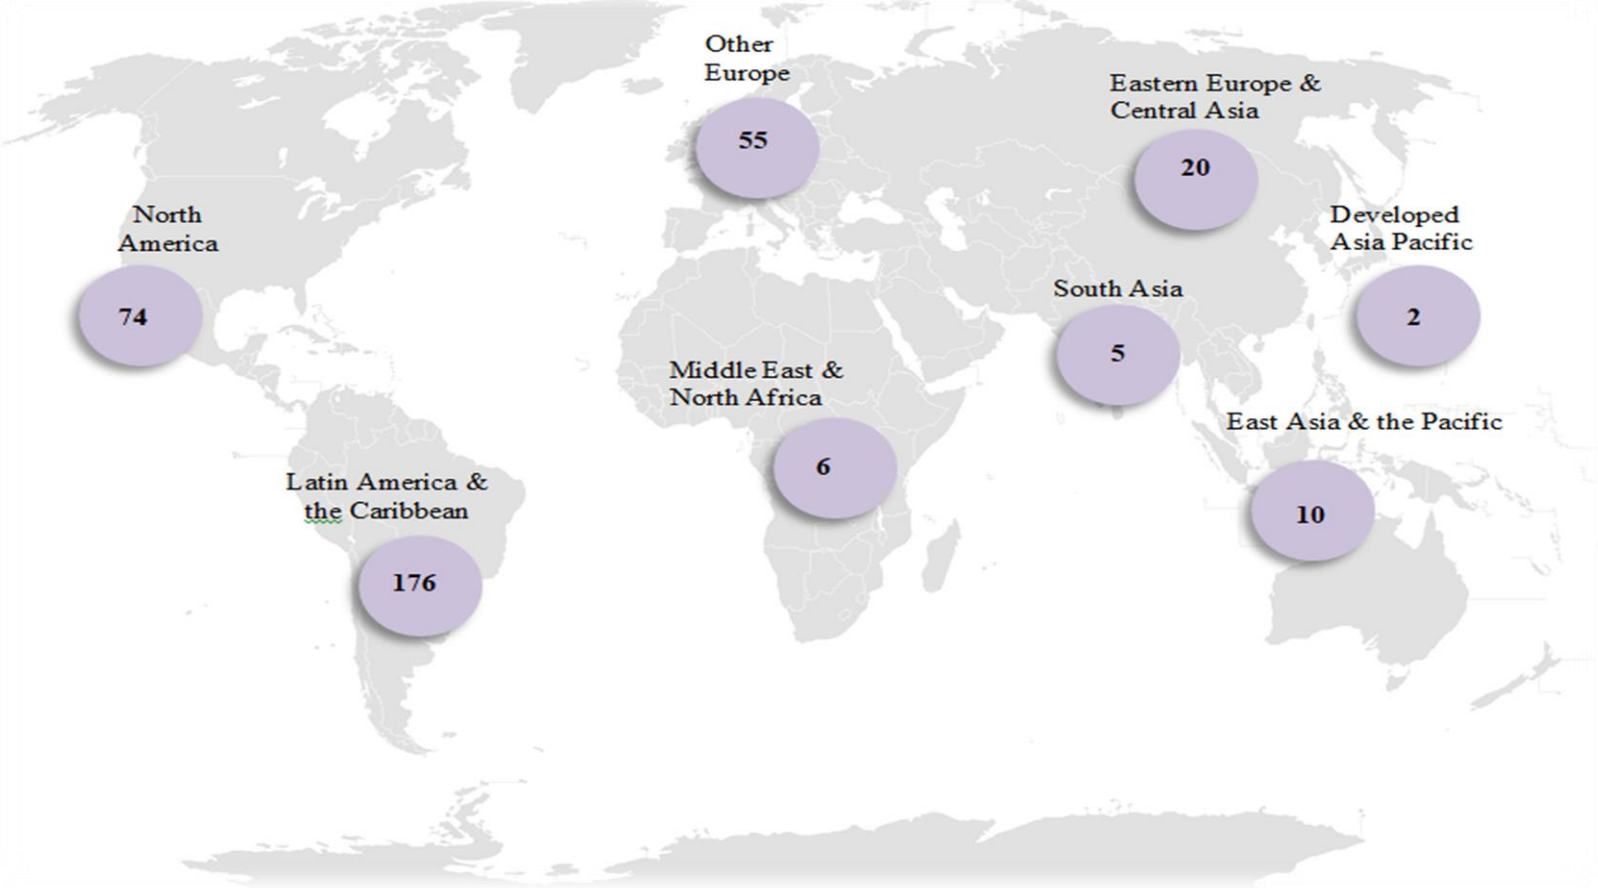 Other
Europe
55
Eastern Europe &
Central Asia
20
North
America
74
Developed
Asia Pacific
2
South Asia
5
Middle East &
North Africa
6
East Asia & the Pacific
10
Latin America &
the Caribbean
176